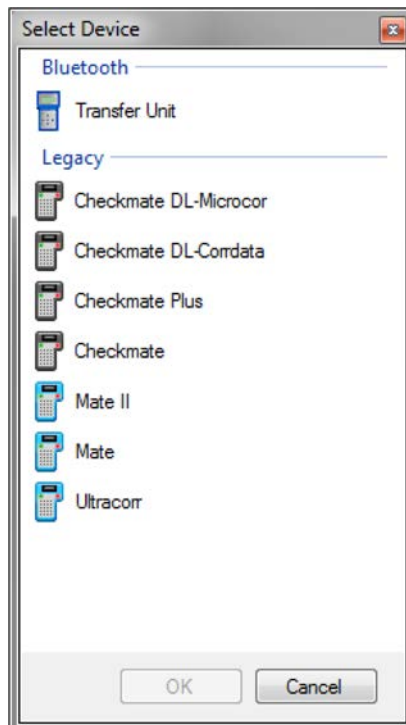 Select Device
Bluetooth
Transfer Unit
Legacy
Checkmate DL-Microcor
Checkmate DL-Corrdata
Checkmate Plus
Checkmate
Mate II
Mate
Ultracorr
OK
Cancel